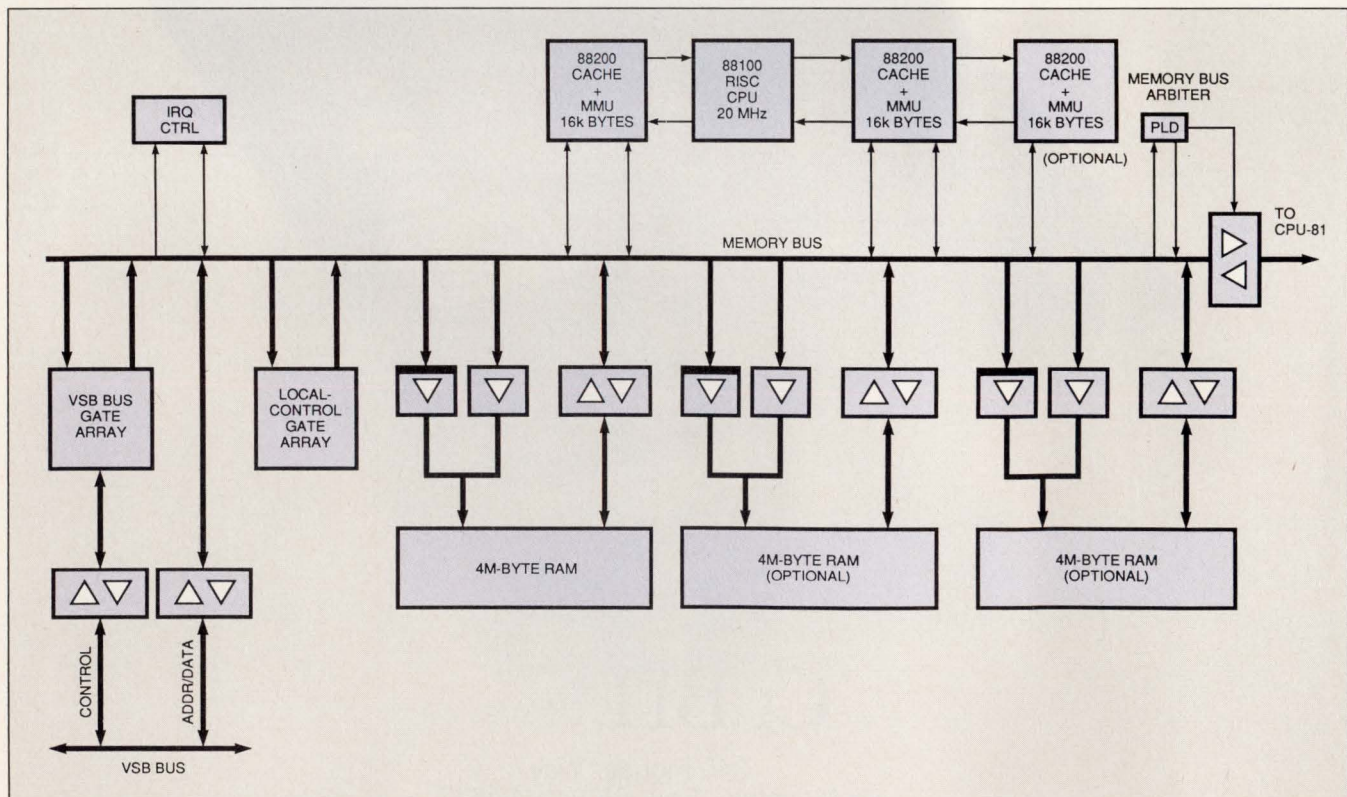 88200
CACHE
+
MMU
16k BYTES
88100
RISC
CPU
20 MHz
88200
CACHE
+
MMU
16k BYTES
88200
CACHE
+
MMU
16k BYTES
(OPTIONAL)
MEMORY BUS
ARBITER
PLD
IRQ
CTRL
TO
CPU-81
MEMORY BUS
VSB BUS
GATE
ARRAY
LOCAL-
CONTROL
GATE
ARRAY
4M-BYTE RAM
4M-BYTE RAM
(OPTIONAL)
4M-BYTE RAM
(OPTIONAL)
CONTROL
ADDR/DATA
VSB BUS